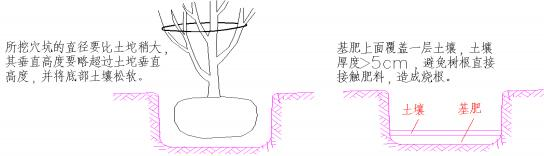 所挖穴坑的直径要比土坨稍大，
其垂直高度要略超过土坨垂直
高度，并将底部土壤松软。
基肥上面覆盖一层土壤，土壤
厚度>5cm，避免树根直接
接触肥料，造成烧根。
土壤
基肥